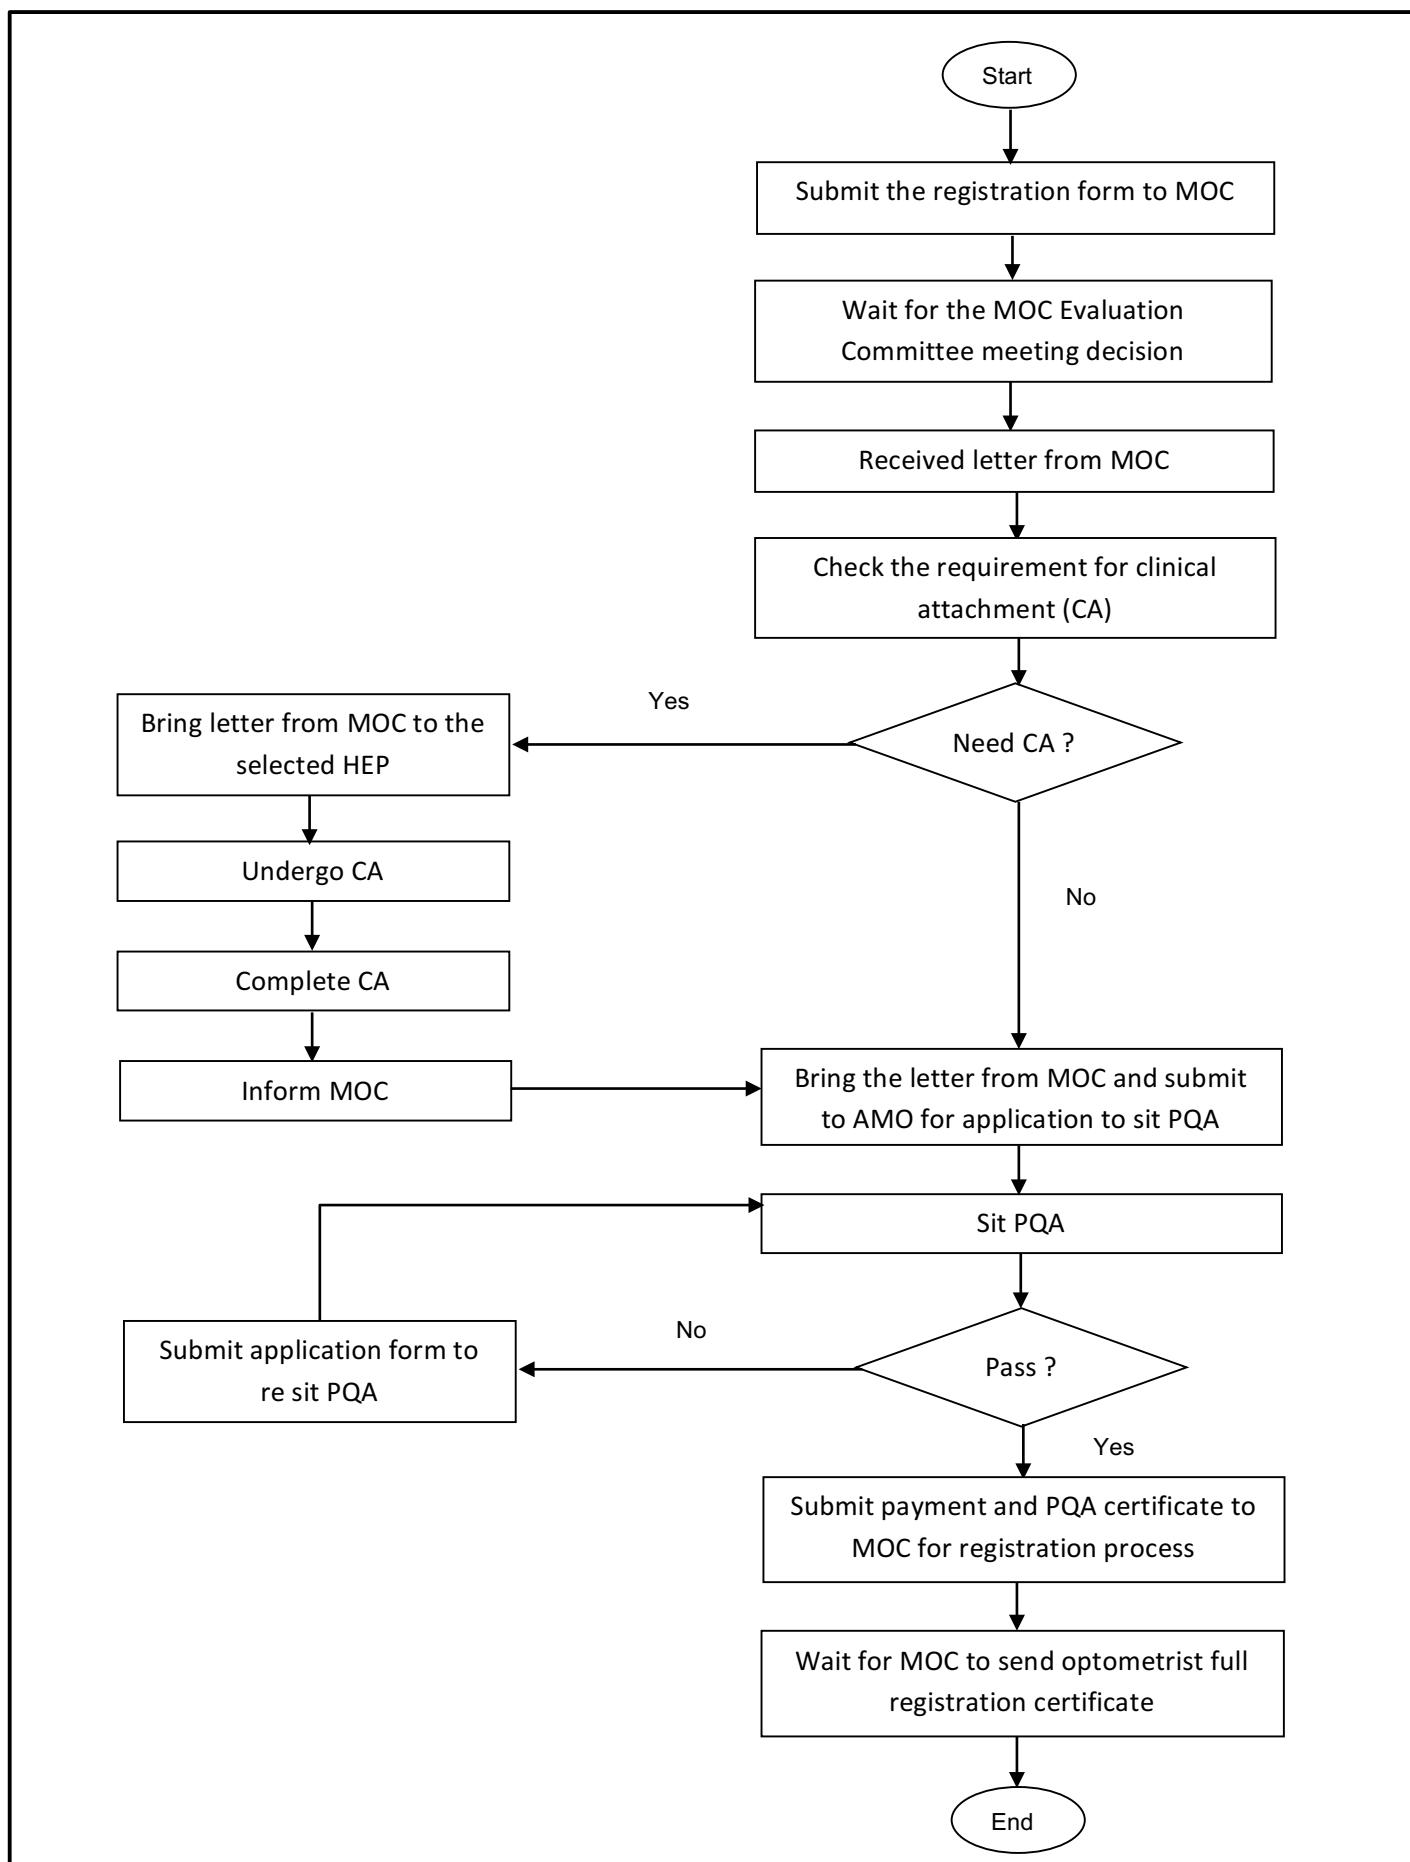 Start
Submit the registration form to MOC
Wait for the MOC Evaluation
Committee meeting decision
Received letter from MOC
Check the requirement for clinical
attachment (CA)
Need CA ?
Yes
Bring letter from MOC to the
selected HEP
Undergo CA
Complete CA
Inform MOC
No
Bring the letter from MOC and submit
to AMO for application to sit PQA
Sit PQA
Pass ?
No
Submit application form to
re sit PQA
Yes
Submit payment and PQA certificate to
MOC for registration process
Wait for MOC to send optometrist full
registration certificate
End